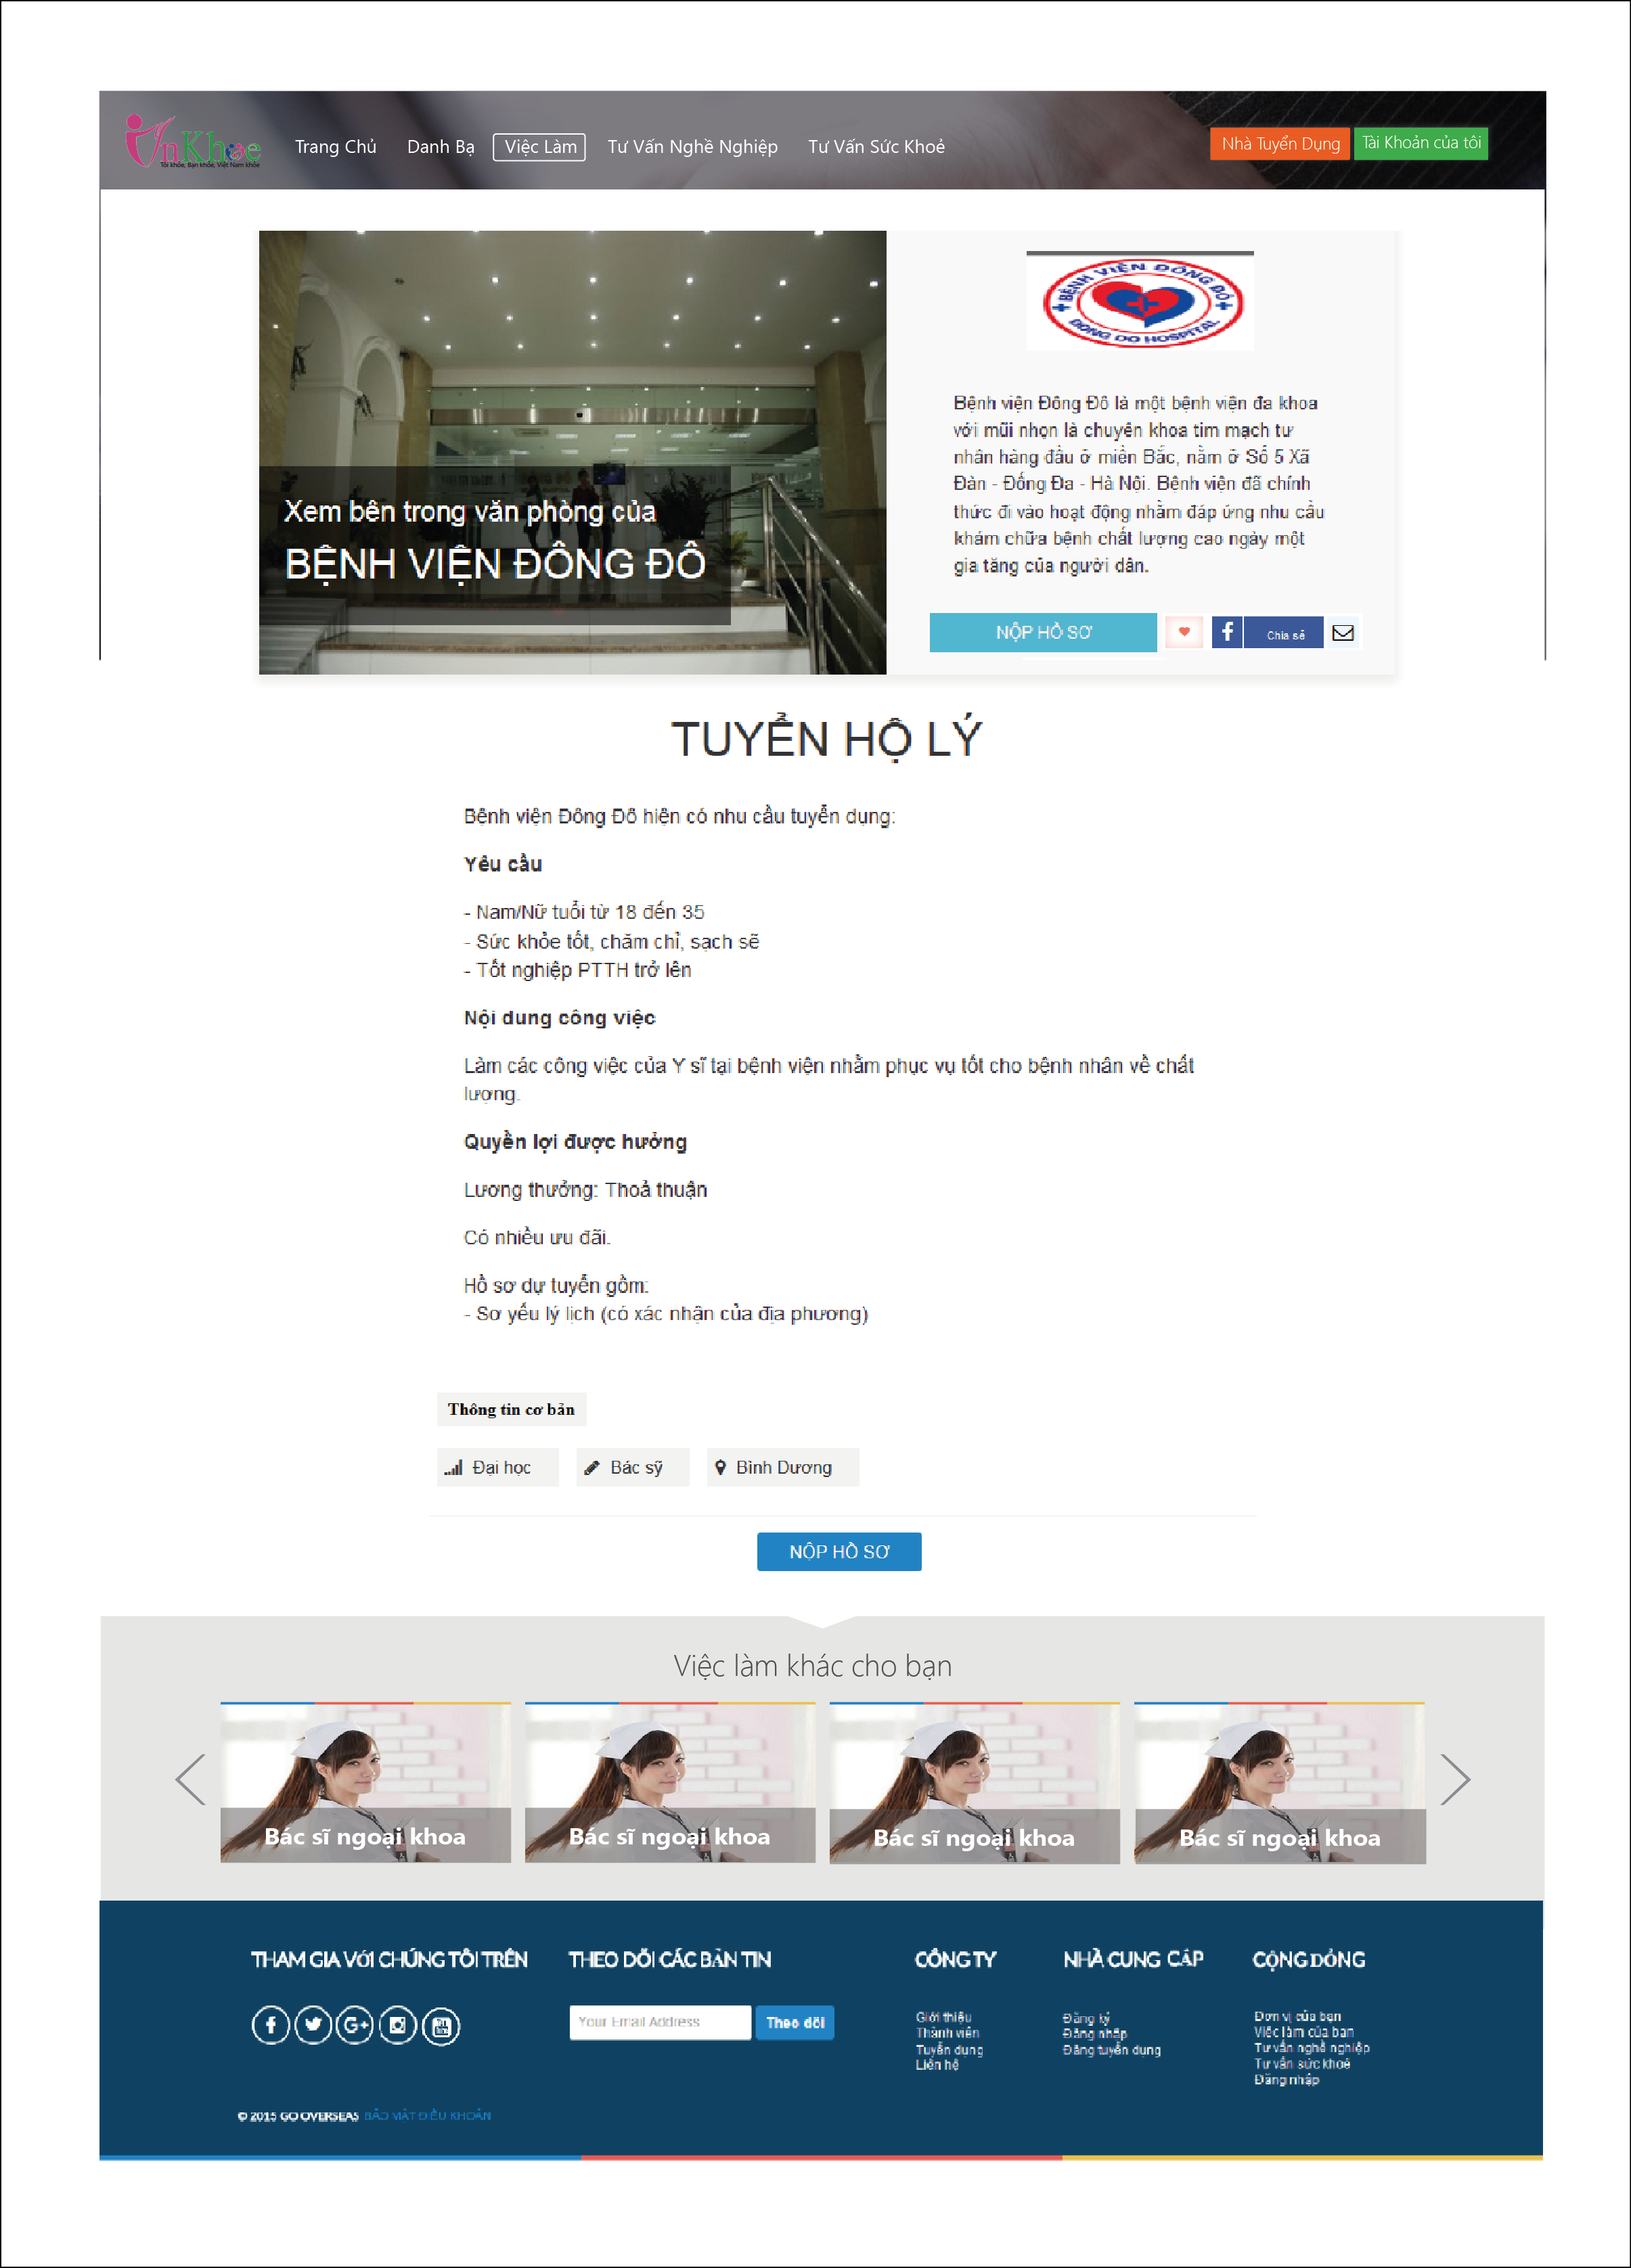 VnKhoe
Tôi khỏe, Bạn khỏe, Việt Nam khỏe
Trang Chủ
Danh Bạ
Việc Làm
Tư Vấn Nghề Nghiệp
Tư Vấn Sức Khoẻ
Nhà Tuyển Dụng
Tài Khoản của tôi
BỆNH VIỆN ĐÔNG ĐÔ
DONG DO HOSPITAL
Xem bên trong văn phòng của
BỆNH VIỆN ĐÔNG ĐÔ
Bệnh viện Đông Đô là một bệnh viện đa khoa
với mũi nhọn là chuyên khoa tim mạch tư
nhân hàng đầu ở miền Bắc, nằm ở Số 5 Xã
Đàn - Đống Đa - Hà Nội. Bệnh viện đã chính
thức đi vào hoạt động nhằm đáp ứng nhu cầu
khám chữa bệnh chất lượng cao ngày một
gia tăng của người dân.
NỘP HỒ SƠ
Chia sẻ
TUYỂN HỘ LÝ
Bệnh viện Đông Đô hiện có nhu cầu tuyển dụng:
Yêu cầu
- Nam/Nữ tuổi từ 18 đến 35
- Sức khỏe tốt, chăm chỉ, sạch sẽ
- Tốt nghiệp PTTH trở lên
Nội dung công việc
Làm các công việc của Y sĩ tại bệnh viện nhằm phục vụ tốt cho bệnh nhân về chất
lượng.
Quyền lợi được hưởng
Lương thưởng: Thoả thuận
Có nhiều ưu đãi.
Hồ sơ dự tuyển gồm:
- Sơ yếu lý lịch (có xác nhận của địa phương)
Thông tin cơ bản
Đại học
Bác sỹ
Bình Dương
NỘP HỒ SƠ
Việc làm khác cho bạn
Bác sĩ ngoại khoa
Bác sĩ ngoại khoa
Bác sĩ ngoại khoa
Bác sĩ ngoại khoa
THAM GIA VỚI CHÚNG TÔI TRÊN
THEO DÕI CÁC BẢN TIN
Your Email Address
Theo dõi
CÔNG TY
Giới thiệu
Thành viên
Tuyển dụng
Liên hệ
NHÀ CUNG CẤP
Đăng ký
Đăng nhập
Đăng tuyển dụng
CỘNG ĐỒNG
Đơn vị của bạn
Việc làm của bạn
Tư vấn nghề nghiệp
Tư vấn sức khoẻ
Đăng nhập
© 2015 GO OVERSEAS BẢO MẬT ĐIỀU KHOẢN